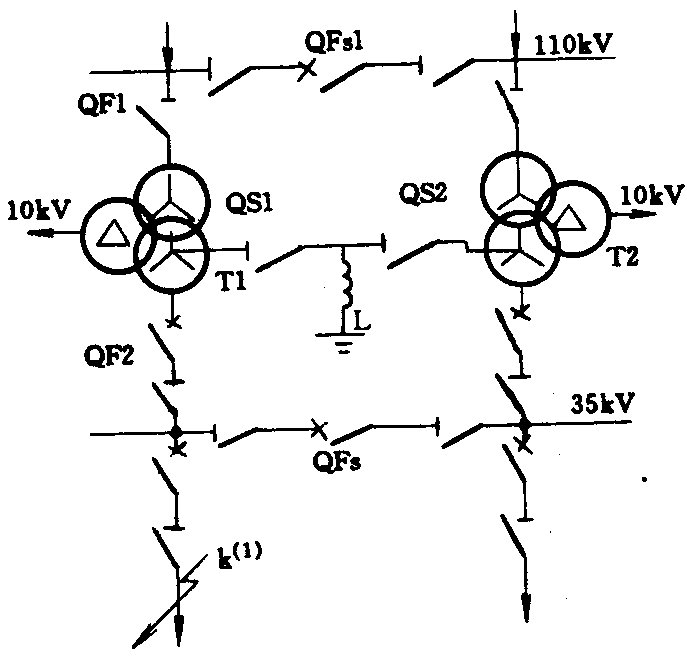 QFs1
110kV
QF1
QS1
QS2
10kV
10kV
T1
T2
L
QF2
35kV
QFs
k(1)